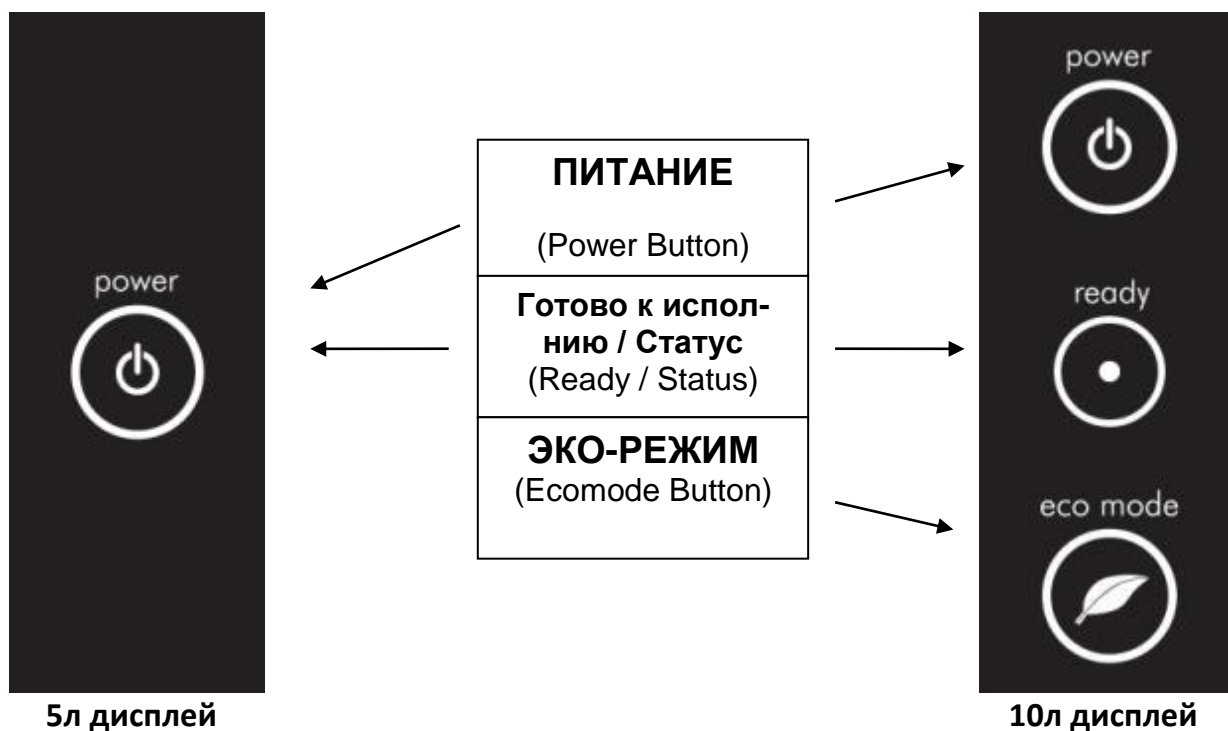 power
ПИТАНИЕ
(Power Button)
Готово к испол-
нию / Статус
(Ready / Status)
ЭКО-РЕЖИМ
(Ecomode Button)
power
ready
eco mode
5л дисплей
10л дисплей